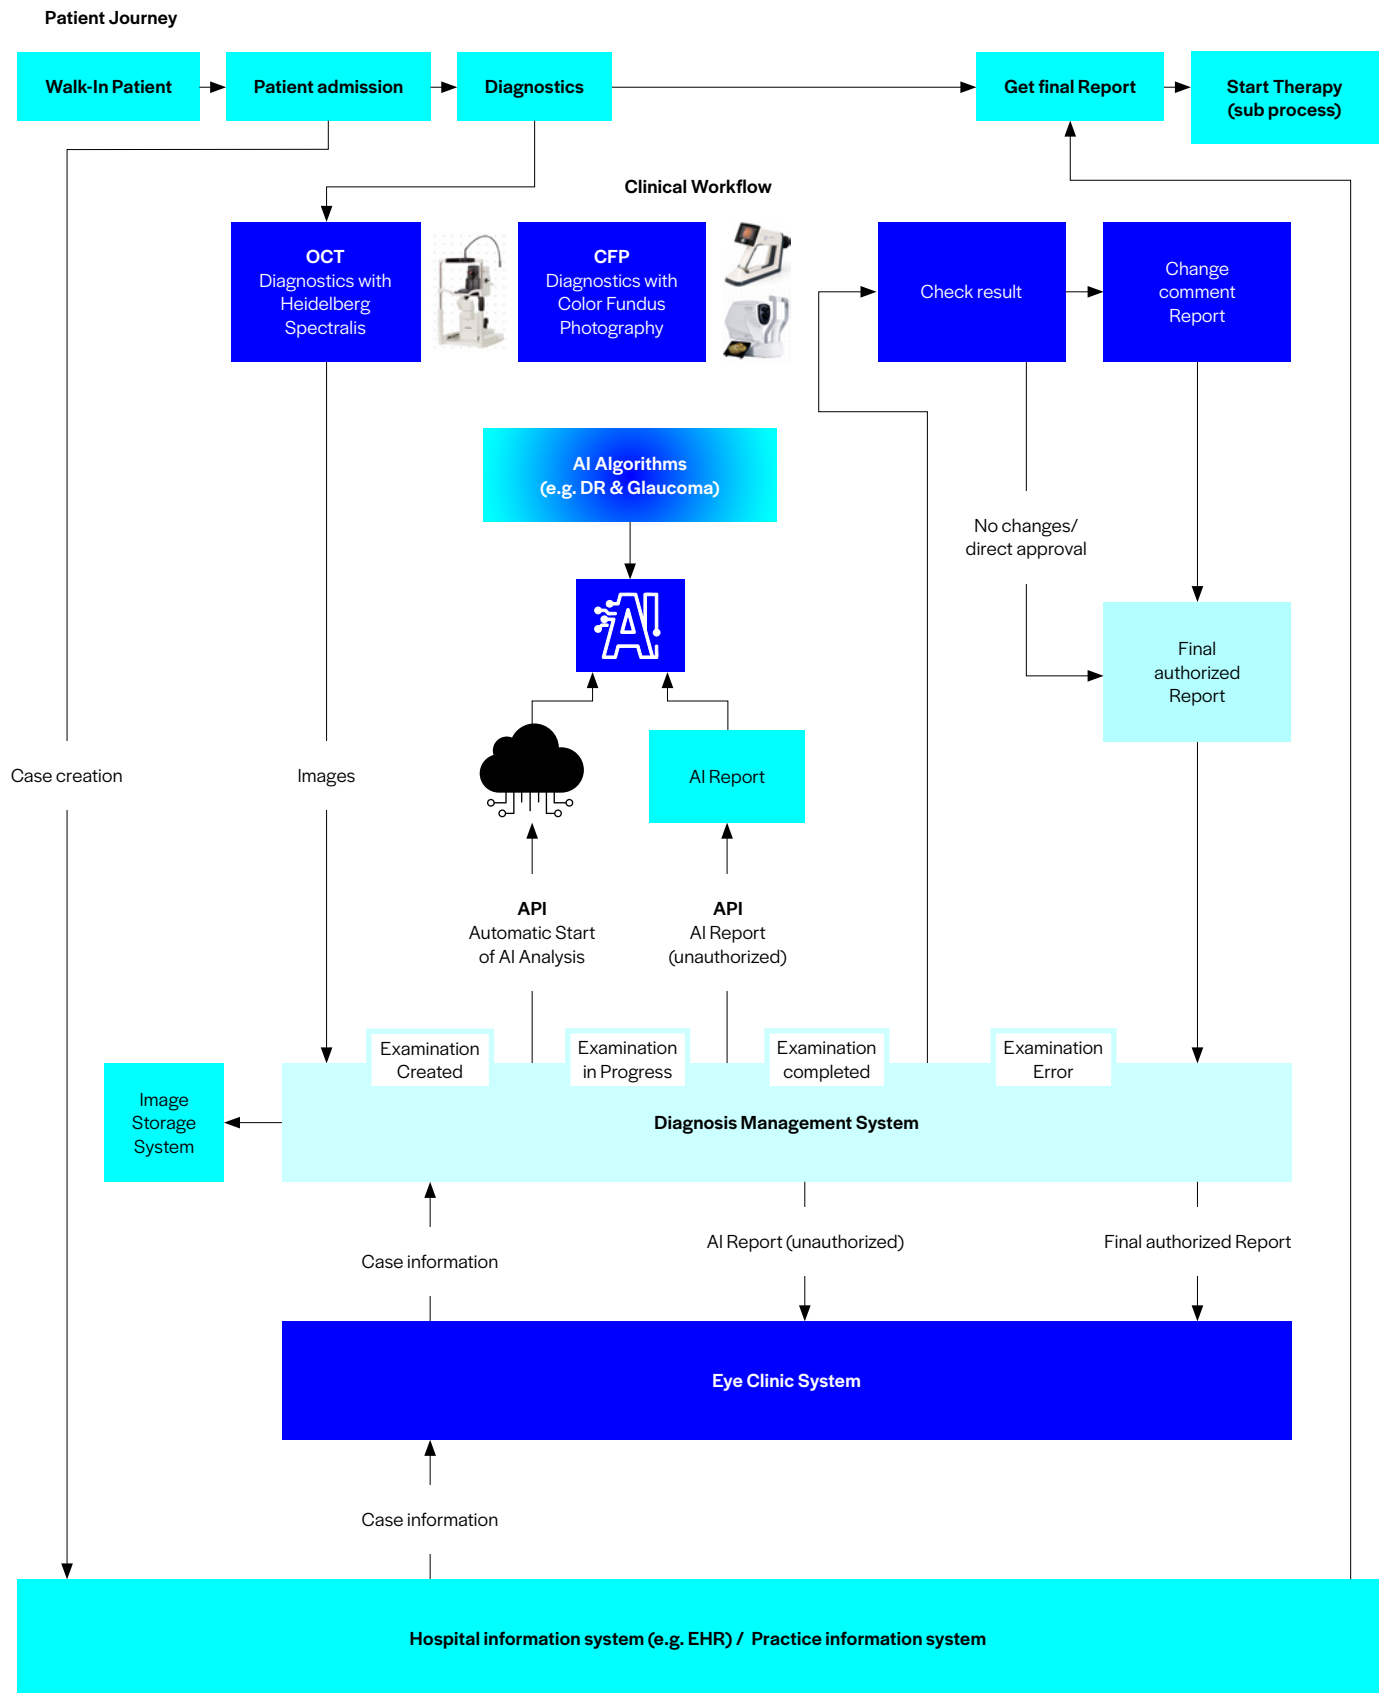 Patient Journey
Walk-In Patient
Patient admission
Diagnostics
Get final Report
Start Therapy
(sub process)
Clinical Workflow
OCT
Diagnostics with
Heidelberg
Spectralis
CFP
Diagnostics with
Color Fundus
Photography
Check result
Change
comment
Report
AI Algorithms
(e.g. DR & Glaucoma)
No changes/
direct approval
AI
Final
authorized
Report
Case creation
Images
AI Report
API
Automatic Start
of AI Analysis
API
AI Report
(unauthorized)
Examination
Created
Examination
in Progress
Examination
completed
Examination
Error
Image
Storage
System
Diagnosis Management System
Case information
AI Report (unauthorized)
Final authorized Report
Eye Clinic System
Case information
Hospital information system (e.g. EHR) / Practice information system